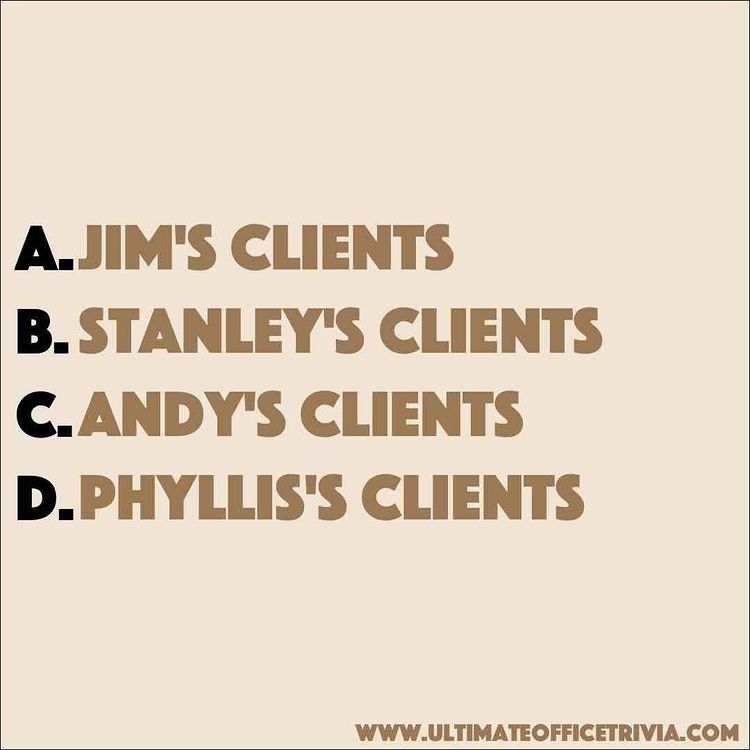 A. JIM'S CLIENTS
B. STANLEY'S CLIENTS
C. ANDY'S CLIENTS
D. PHYLLIS'S CLIENTS
WWW.ULTIMATEOFFICETRIVIA.COM